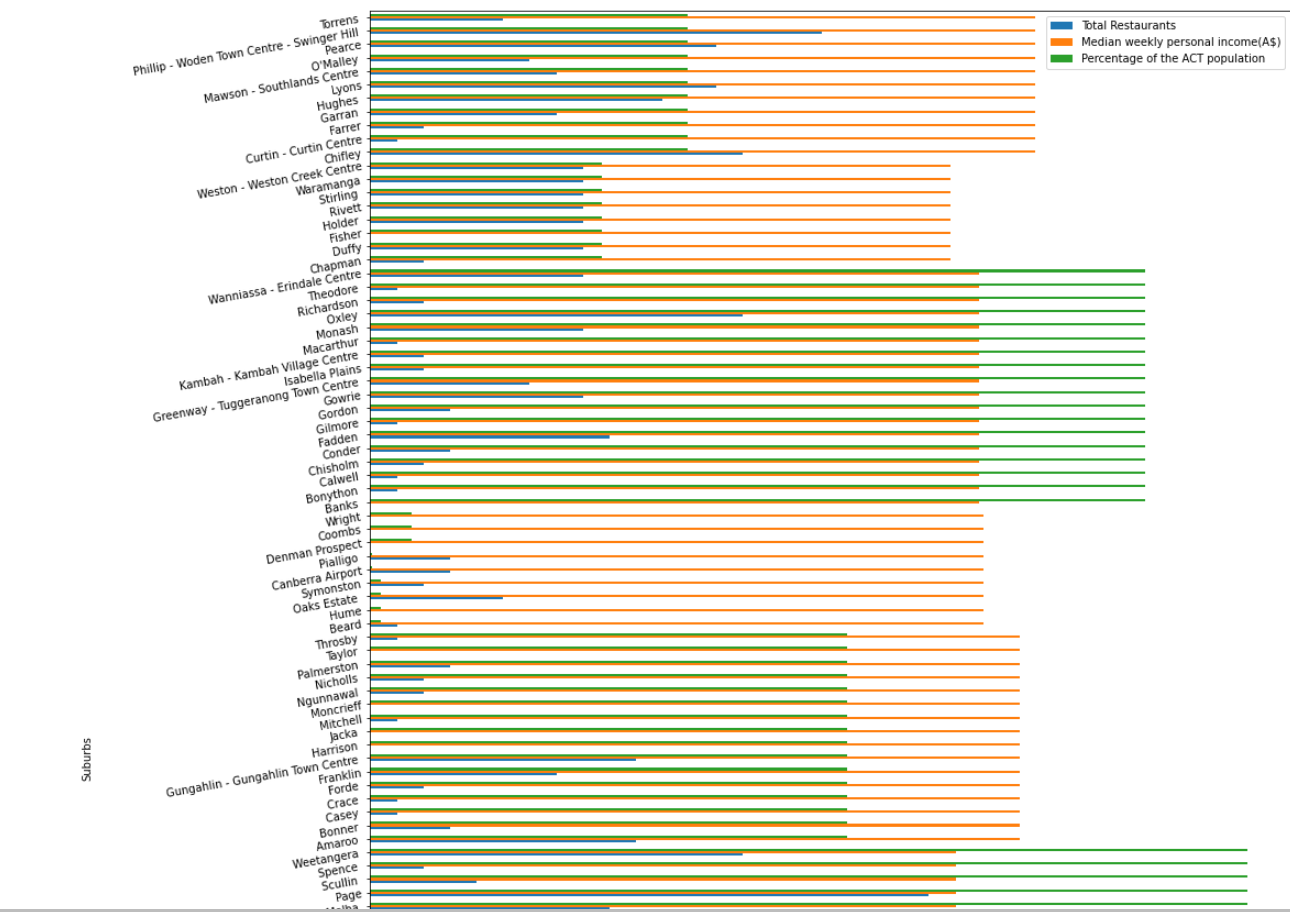 Torrens
Phillip - Woden Town Centre - Swinger Hill
Pearce
O'Malley
Mawson - Southlands Centre
Lyons
Hughes
Garran
Farrer
Curtin - Curtin Centre
Chifley
Weston - Weston Creek Centre
Waramanga
Stirling
Rivett
Holder
Fisher
Duffy
Chapman
Wanniassa - Erindale Centre
Theodore
Richardson
Oxley
Monash
Macarthur
Kambah - Kambah Village Centre
Isabella Plains
Greenway - Tuggeranong Town Centre
Gowrie
Gordon
Gilmore
Fadden
Conder
Chisholm
Calwell
Bonython
Banks
Wright
Coombs
Denman Prospect
Pialligo
Canberra Airport
Symonston
Oaks Estate
Hume
Beard
Throsby
Taylor
Palmerston
Nicholls
Ngunnawal
Moncrieff
Mitchell
Jacka
Harrison
Gungahlin - Gungahlin Town Centre
Franklin
Forde
Crace
Casey
Bonner
Amaroo
Weetangera
Spence
Scullin
Page
Suburbs
Total Restaurants
Median weekly personal income(A$)
Percentage of the ACT population